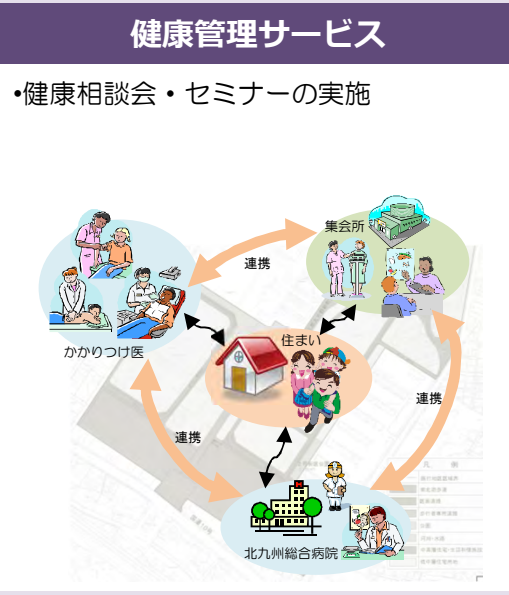 健康管理サービス
•健康相談会・セミナーの実施
集会所
連携
住まい
かかりつけ医
連携
連携
北九州総合病院
凡 例